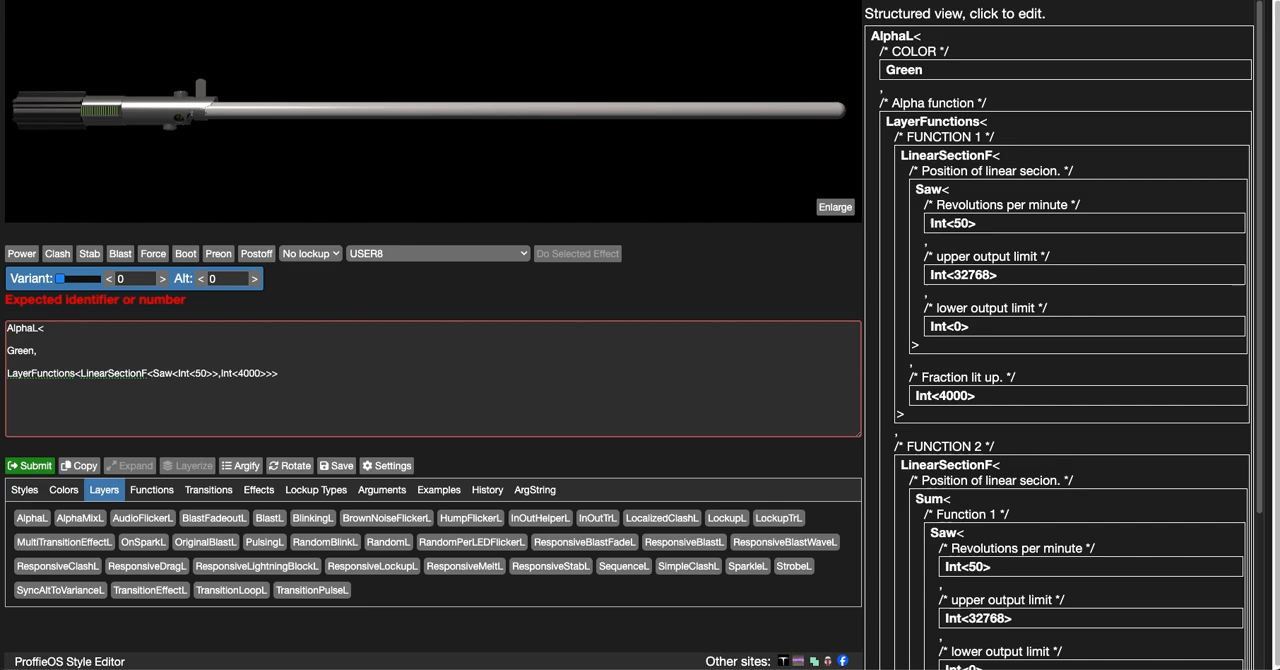 Enlarge
Power Clash Stab Blast Force Boot Preon Postoff No lockup USER8 Do Selected Effect
Variant: < 0 > Alt: < 0 >
Expected identifier or number
AlphaL<
Green,
LayerFunctions<LinearSectionF<Saw<Int<50>>,Int<4000>>>
Submit Copy Expand Layerize Argify Rotate Save Settings
Styles Colors Layers Functions Transitions Effects Lockup Types Arguments Examples History ArgString
AlphaL AlphaMixL AudioFlickerL BlastFadeoutL BlastL BlinkingL BrownNoiseFlickerL HumpFlickerL InOutHelperL InOutTrL LocalizedClashL LockupL LockupTrL
MultiTransitionEffectL OnSparkL OriginalBlastL PulsingL RandomBlinkL RandomL RandomPerLEDFlickerL ResponsiveBlastFadeL ResponsiveBlastL ResponsiveBlastWaveL
ResponsiveClashL ResponsiveDragL ResponsiveLightningBlockL ResponsiveLockupL ResponsiveMeltL ResponsiveStabL SequenceL SimpleClashL SparkleL StrobeL
SyncAltToVarianceL TransitionEffectL TransitionLoopL TransitionPulseL
ProffieOS Style Editor
Other sites:
Structured view, click to edit.
AlphaL<
/* COLOR */
Green
,
/* Alpha function */
LayerFunctions<
/* FUNCTION 1 */
LinearSectionF<
/* Position of linear secion. */
Saw<
/* Revolutions per minute */
Int<50>
,
/* upper output limit */
Int<32768>
,
/* lower output limit */
Int<0>
>
,
/* Fraction lit up. */
Int<4000>
>
,
/* FUNCTION 2 */
LinearSectionF<
/* Position of linear secion. */
Sum<
/* Function 1 */
Saw<
/* Revolutions per minute */
Int<50>
,
/* upper output limit */
Int<32768>
,
/* lower output limit */
Int<0>